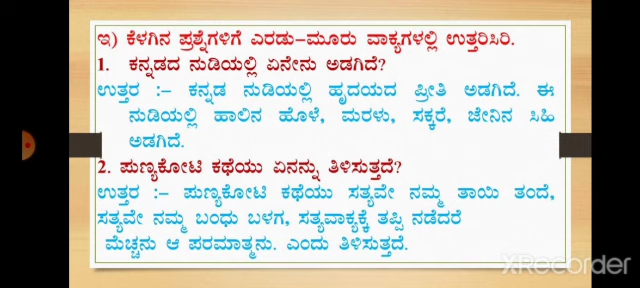 ಇ) ಕೆಳಗಿನ ಪ್ರಶ್ನೆಗಳಿಗೆ ಎರಡು-ಮೂರು ವಾಕ್ಯಗಳಲ್ಲಿ ಉತ್ತರಿಸಿರಿ.
1. ಕನ್ನಡದ ನುಡಿಯಲ್ಲಿ ಏನೇನು ಅಡಗಿದೆ?
ಉತ್ತರ :- ಕನ್ನಡ ನುಡಿಯಲ್ಲಿ ಹೃದಯದ ಪ್ರೀತಿ ಅಡಗಿದೆ. ಈ
ನುಡಿಯಲ್ಲಿ ಹಾಲಿನ ಹೊಳೆ, ಮರಳು, ಸಕ್ಕರೆ, ಜೇನಿನ ಸಿಹಿ
ಅಡಗಿದೆ.
2. ಪುಣ್ಯಕೋಟಿ ಕಥೆಯು ಏನನ್ನು ತಿಳಿಸುತ್ತದೆ?
ಉತ್ತರ :- ಪುಣ್ಯಕೋಟಿ ಕಥೆಯು ಸತ್ಯವೇ ನಮ್ಮ ತಾಯಿ ತಂದೆ,
ಸತ್ಯವೇ ನಮ್ಮ ಬಂಧು ಬಳಗ, ಸತ್ಯವಾಕ್ಯಕ್ಕೆ ತಪ್ಪಿ ನಡೆದರೆ
ಮೆಚ್ಚನು ಆ ಪರಮಾತ್ಮನು. ಎಂದು ತಿಳಿಸುತ್ತದೆ.
XRecorder